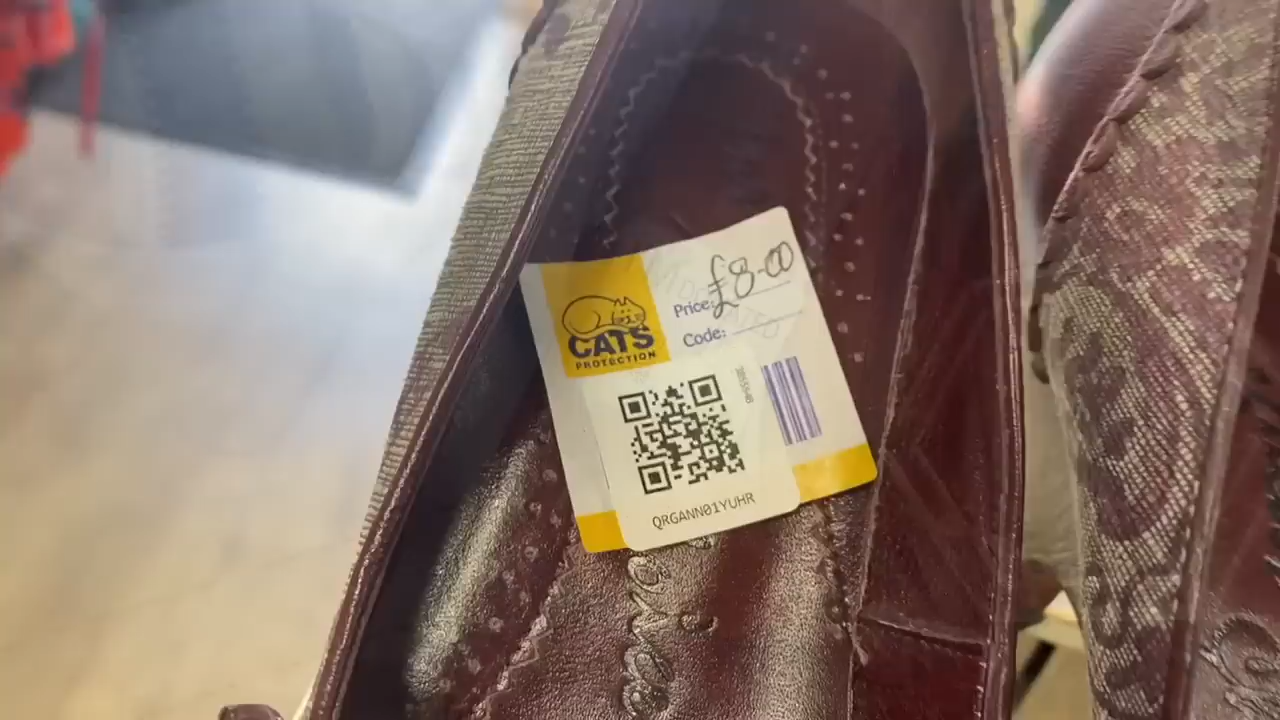 Price: £8-00
Code:
CATS
PROTECTION
QRGANN01YUHR